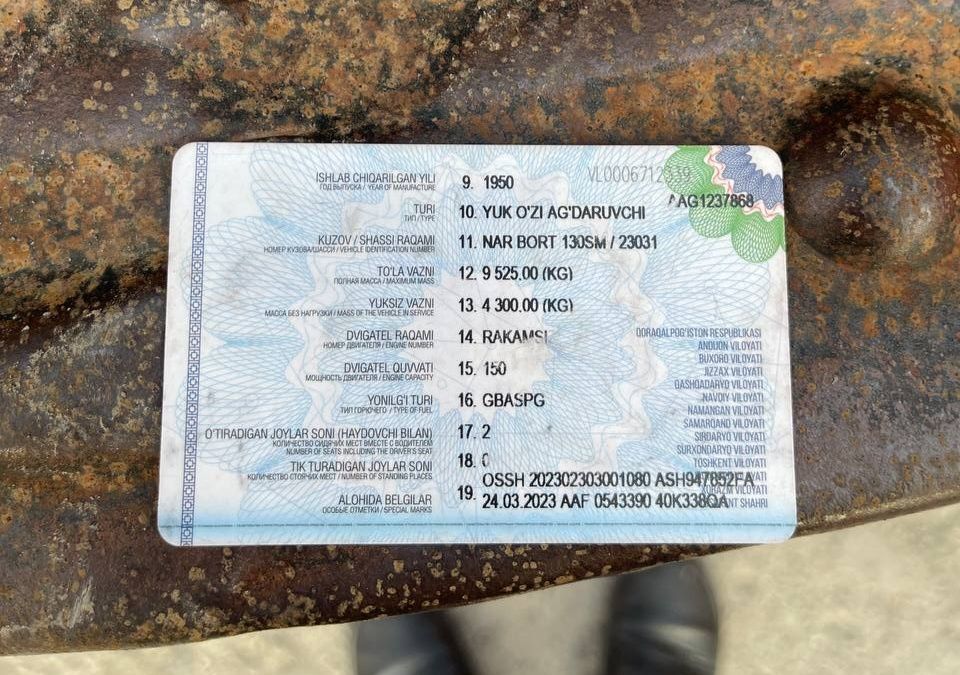 ISHLAB CHIQARILGAN YILI 9. 1950 VL0006712339
ГОД ВЫПУСКА / YEAR OF MANUFACTURE
AAG1237868
TURI 10. YUK O'ZI AG'DARUVCHI
ТИП / TYPE
KUZOV / SHASSI RAQAMI 11. NAR BORT 130SM / 23031
НОМЕР КУЗОВА/ШАССИ / VEHICLE IDENTIFICATION NUMBER
TO'LA VAZNI 12. 9 525,00 (KG)
ПОЛНАЯ МАССА / MAXIMUM MASS
YUKSIZ VAZNI 13. 4 300,00 (KG)
МАССА БЕЗ НАГРУЗКИ / MASS OF THE VEHICLE IN SERVICE
DVIGATEL RAQAMI 14. RAKAMSI
НОМЕР ДВИГАТЕЛЯ / ENGINE NUMBER
DVIGATEL QUVVATI 15. 150
МОЩНОСТЬ ДВИГАТЕЛЯ / ENGINE CAPACITY
YONILG'I TURI 16. GBASPG
ТИП ГОРЮЧЕГО / TYPE OF FUEL
O'TIRADIGAN JOYLAR SONI (HAYDOVCHI BILAN) 17. 2
КОЛИЧЕСТВО СИДЯЧИХ МЕСТ ВМЕСТЕ С ВОДИТЕЛЕМ
NUMBER OF SEATS INCLUDING THE DRIVER'S SEAT
TIK TURADIGAN JOYLAR SONI 18. 0
КОЛИЧЕСТВО СТОЯЧИХ МЕСТ / NUMBER OF STANDING PLACES
ALOHIDA BELGILAR 19. OSSH 202302303001080 ASH947852FA
ОСОБЫЕ ОТМЕТКИ / SPECIAL MARKS
24.03.2023 AAF 0543390 40K338QA
QORAQALPOG'ISTON RESPUBLIKASI
ANDIJON VILOYATI
BUXORO VILOYATI
JIZZAX VILOYATI
QASHQADARYO VILOYATI
NAVOIY VILOYATI
NAMANGAN VILOYATI
SAMARQAND VILOYATI
SIRDARYO VILOYATI
SURXONDARYO VILOYATI
TOSHKENT VILOYATI
VILOYATI
SHAHRI